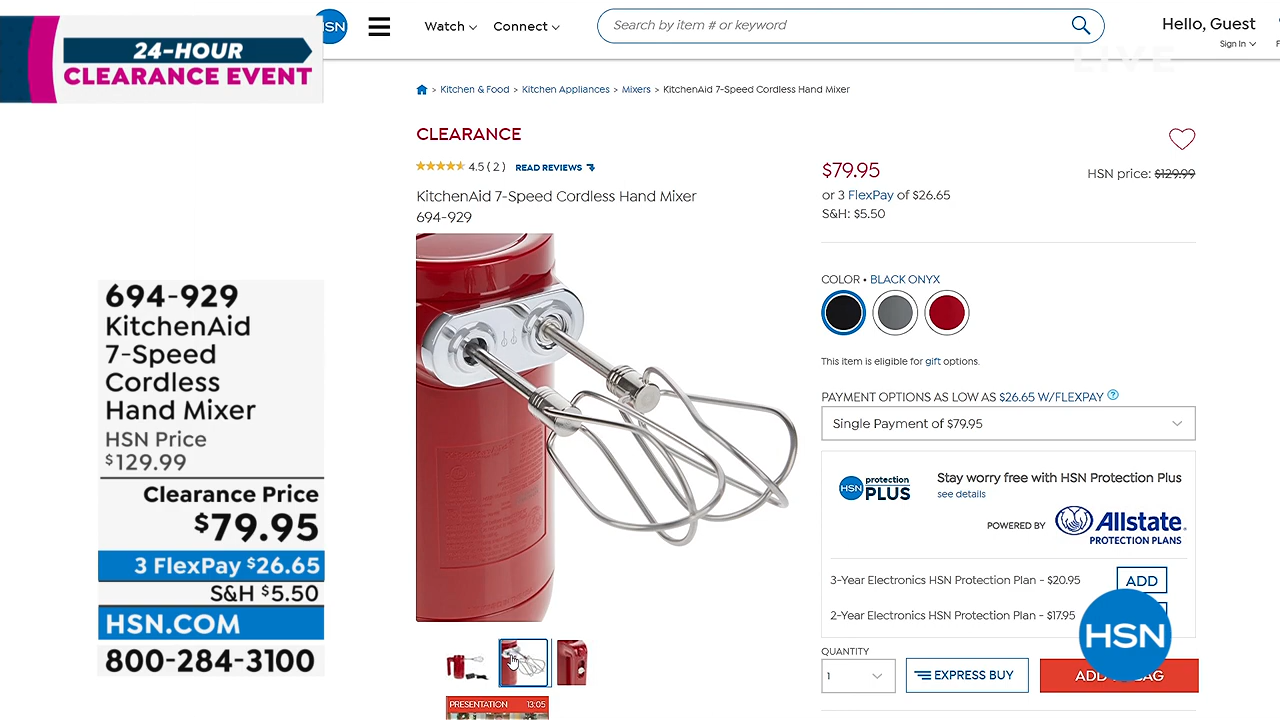 24-HOUR
CLEARANCE EVENT
HSN
Watch
Connect
Search by item # or keyword
Hello, Guest
Sign In
LIVE
> Kitchen & Food > Kitchen Appliances > Mixers > KitchenAid 7-Speed Cordless Hand Mixer
CLEARANCE
4.5 ( 2 ) READ REVIEWS
KitchenAid 7-Speed Cordless Hand Mixer
694-929
$79.95
HSN price: $129.99
or 3 FlexPay of $26.65
S&H: $5.50
COLOR • BLACK ONYX
This item is eligible for gift options.
PAYMENT OPTIONS AS LOW AS $26.65 W/FLEXPAY ?
Single Payment of $79.95
HSN protection PLUS
Stay worry free with HSN Protection Plus
see details
POWERED BY Allstate.
PROTECTION PLANS
3-Year Electronics HSN Protection Plan - $20.95 ADD
2-Year Electronics HSN Protection Plan - $17.95
HSN
QUANTITY
1
EXPRESS BUY
PRESENTATION 13:05
694-929
KitchenAid
7-Speed
Cordless
Hand Mixer
HSN Price
$129.99
Clearance Price
$79.95
3 FlexPay $26.65
S&H $5.50
HSN.COM
800-284-3100